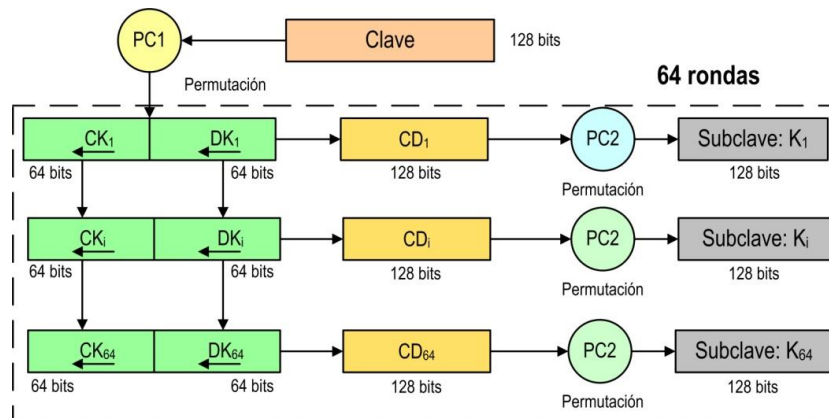 PC1
Clave
128 bits
Permutación
64 rondas
CK1
DK1
CD1
PC2
Subclave: K1
64 bits
64 bits
128 bits
Permutación
128 bits
CKi
DKi
CDi
PC2
Subclave: Ki
64 bits
64 bits
128 bits
Permutación
128 bits
CK64
DK64
CD64
PC2
Subclave: K64
64 bits
64 bits
128 bits
Permutación
128 bits